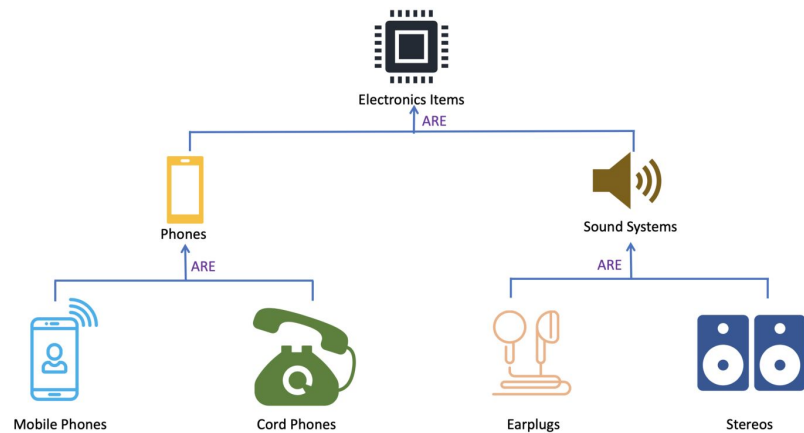 Electronics Items
ARE
Phones
Sound Systems
ARE
ARE
Mobile Phones
Cord Phones
Earplugs
Stereos